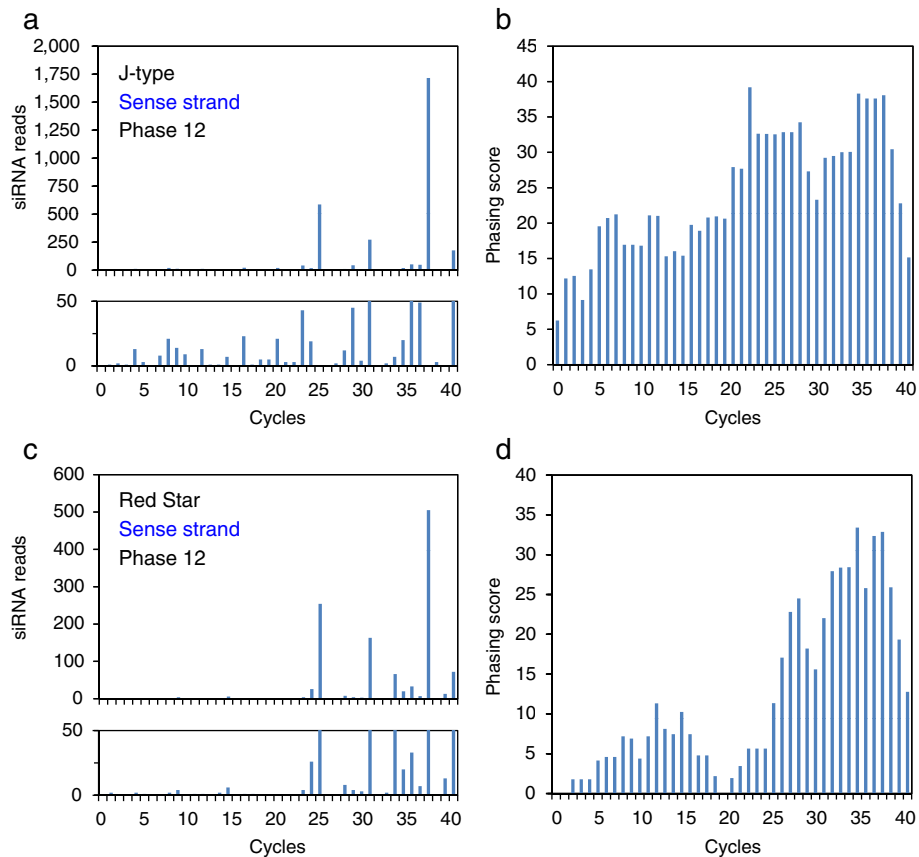 a
siRNA reads
2,000
1,750
1,500
1,250
1,000
750
500
250
0
J-type
Sense strand
Phase 12
50
0
0 5 10 15 20 25 30 35 40
Cycles
b
Phasing score
45
40
35
30
25
20
15
10
5
0
0 5 10 15 20 25 30 35 40
Cycles
c
siRNA reads
600
500
400
300
200
100
0
Red Star
Sense strand
Phase 12
50
0
0 5 10 15 20 25 30 35 40
Cycles
d
Phasing score
40
35
30
25
20
15
10
5
0
0 5 10 15 20 25 30 35 40
Cycles